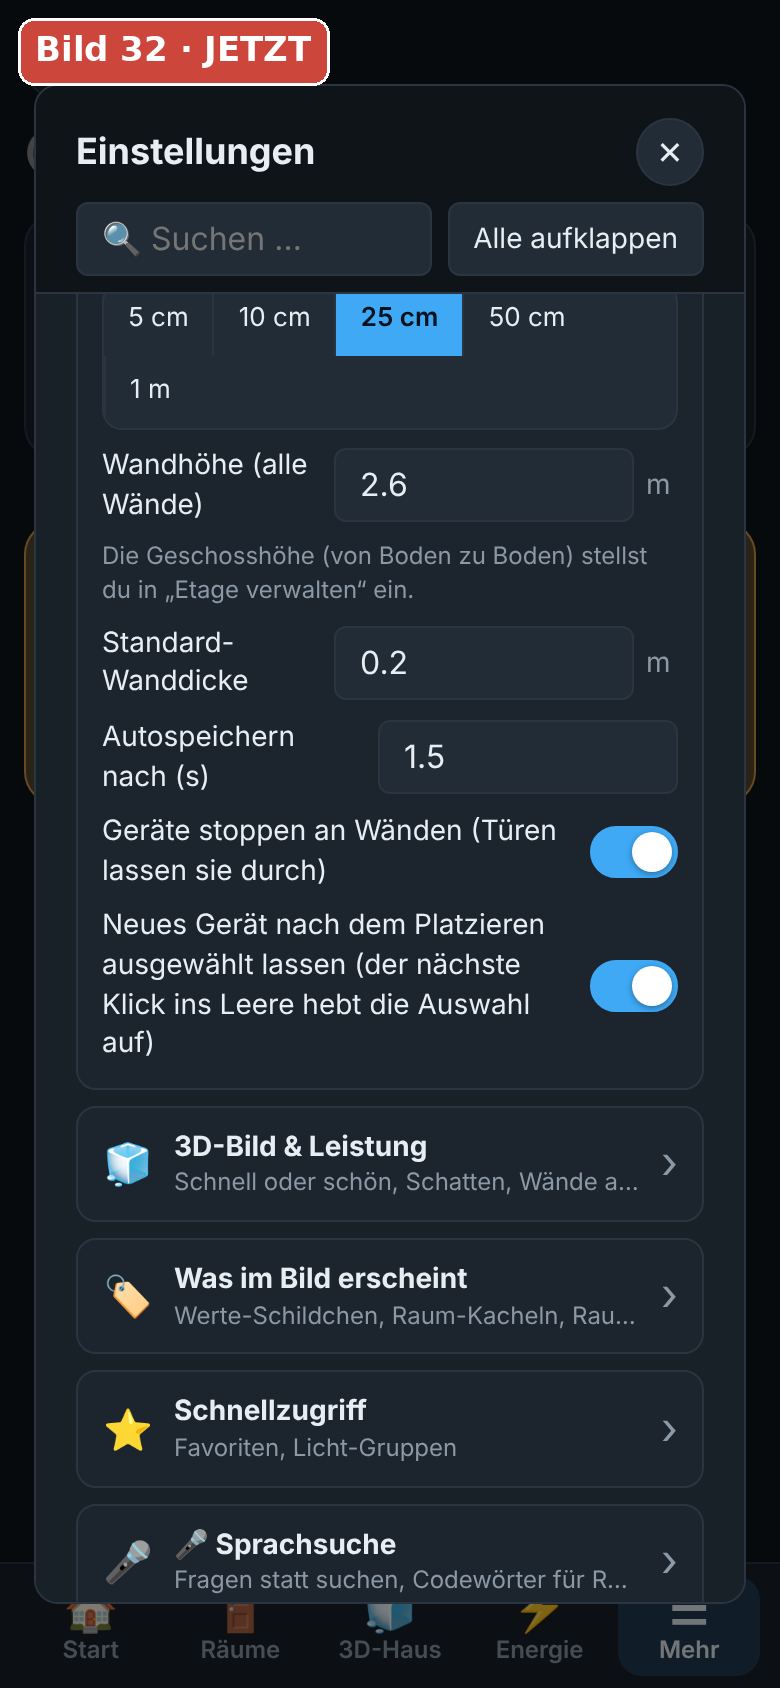 Bild 32 · JETZT
Einstellungen
Suchen ...
Alle aufklappen
5 cm
10 cm
25 cm
50 cm
1 m
Wandhöhe (alle
Wände)
2.6
m
Die Geschosshöhe (von Boden zu Boden) stellst
du in „Etage verwalten“ ein.
Standard-
Wanddicke
0.2
m
Autospeichern
nach (s)
1.5
Geräte stoppen an Wänden (Türen
lassen sie durch)
Neues Gerät nach dem Platzieren
ausgewählt lassen (der nächste
Klick ins Leere hebt die Auswahl
auf)
3D-Bild & Leistung
Schnell oder schön, Schatten, Wände a...
Was im Bild erscheint
Werte-Schildchen, Raum-Kacheln, Rau...
Schnellzugriff
Favoriten, Licht-Gruppen
Sprachsuche
Fragen statt suchen, Codewörter für R...
Start
Räume
3D-Haus
Energie
Mehr